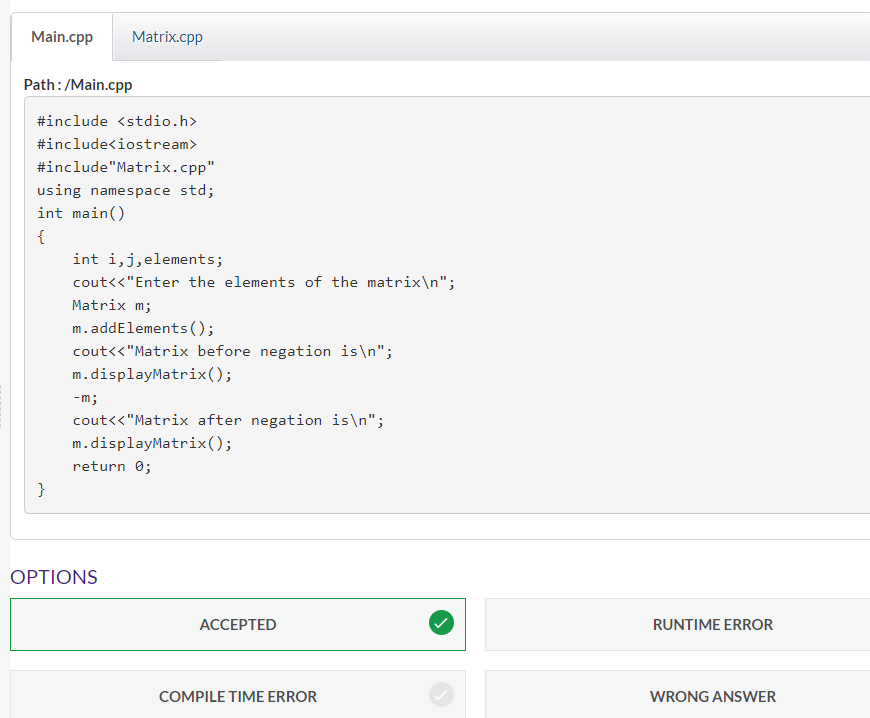 Main.cpp Matrix.cpp
Path : /Main.cpp
#include <stdio.h>
#include<iostream>
#include"Matrix.cpp"
using namespace std;
int main()
{
    int i,j,elements;
    cout<<"Enter the elements of the matrix\n";
    Matrix m;
    m.addElements();
    cout<<"Matrix before negation is\n";
    m.displayMatrix();
    -m;
    cout<<"Matrix after negation is\n";
    m.displayMatrix();
    return 0;
}
OPTIONS
ACCEPTED RUNTIME ERROR
COMPILE TIME ERROR WRONG ANSWER